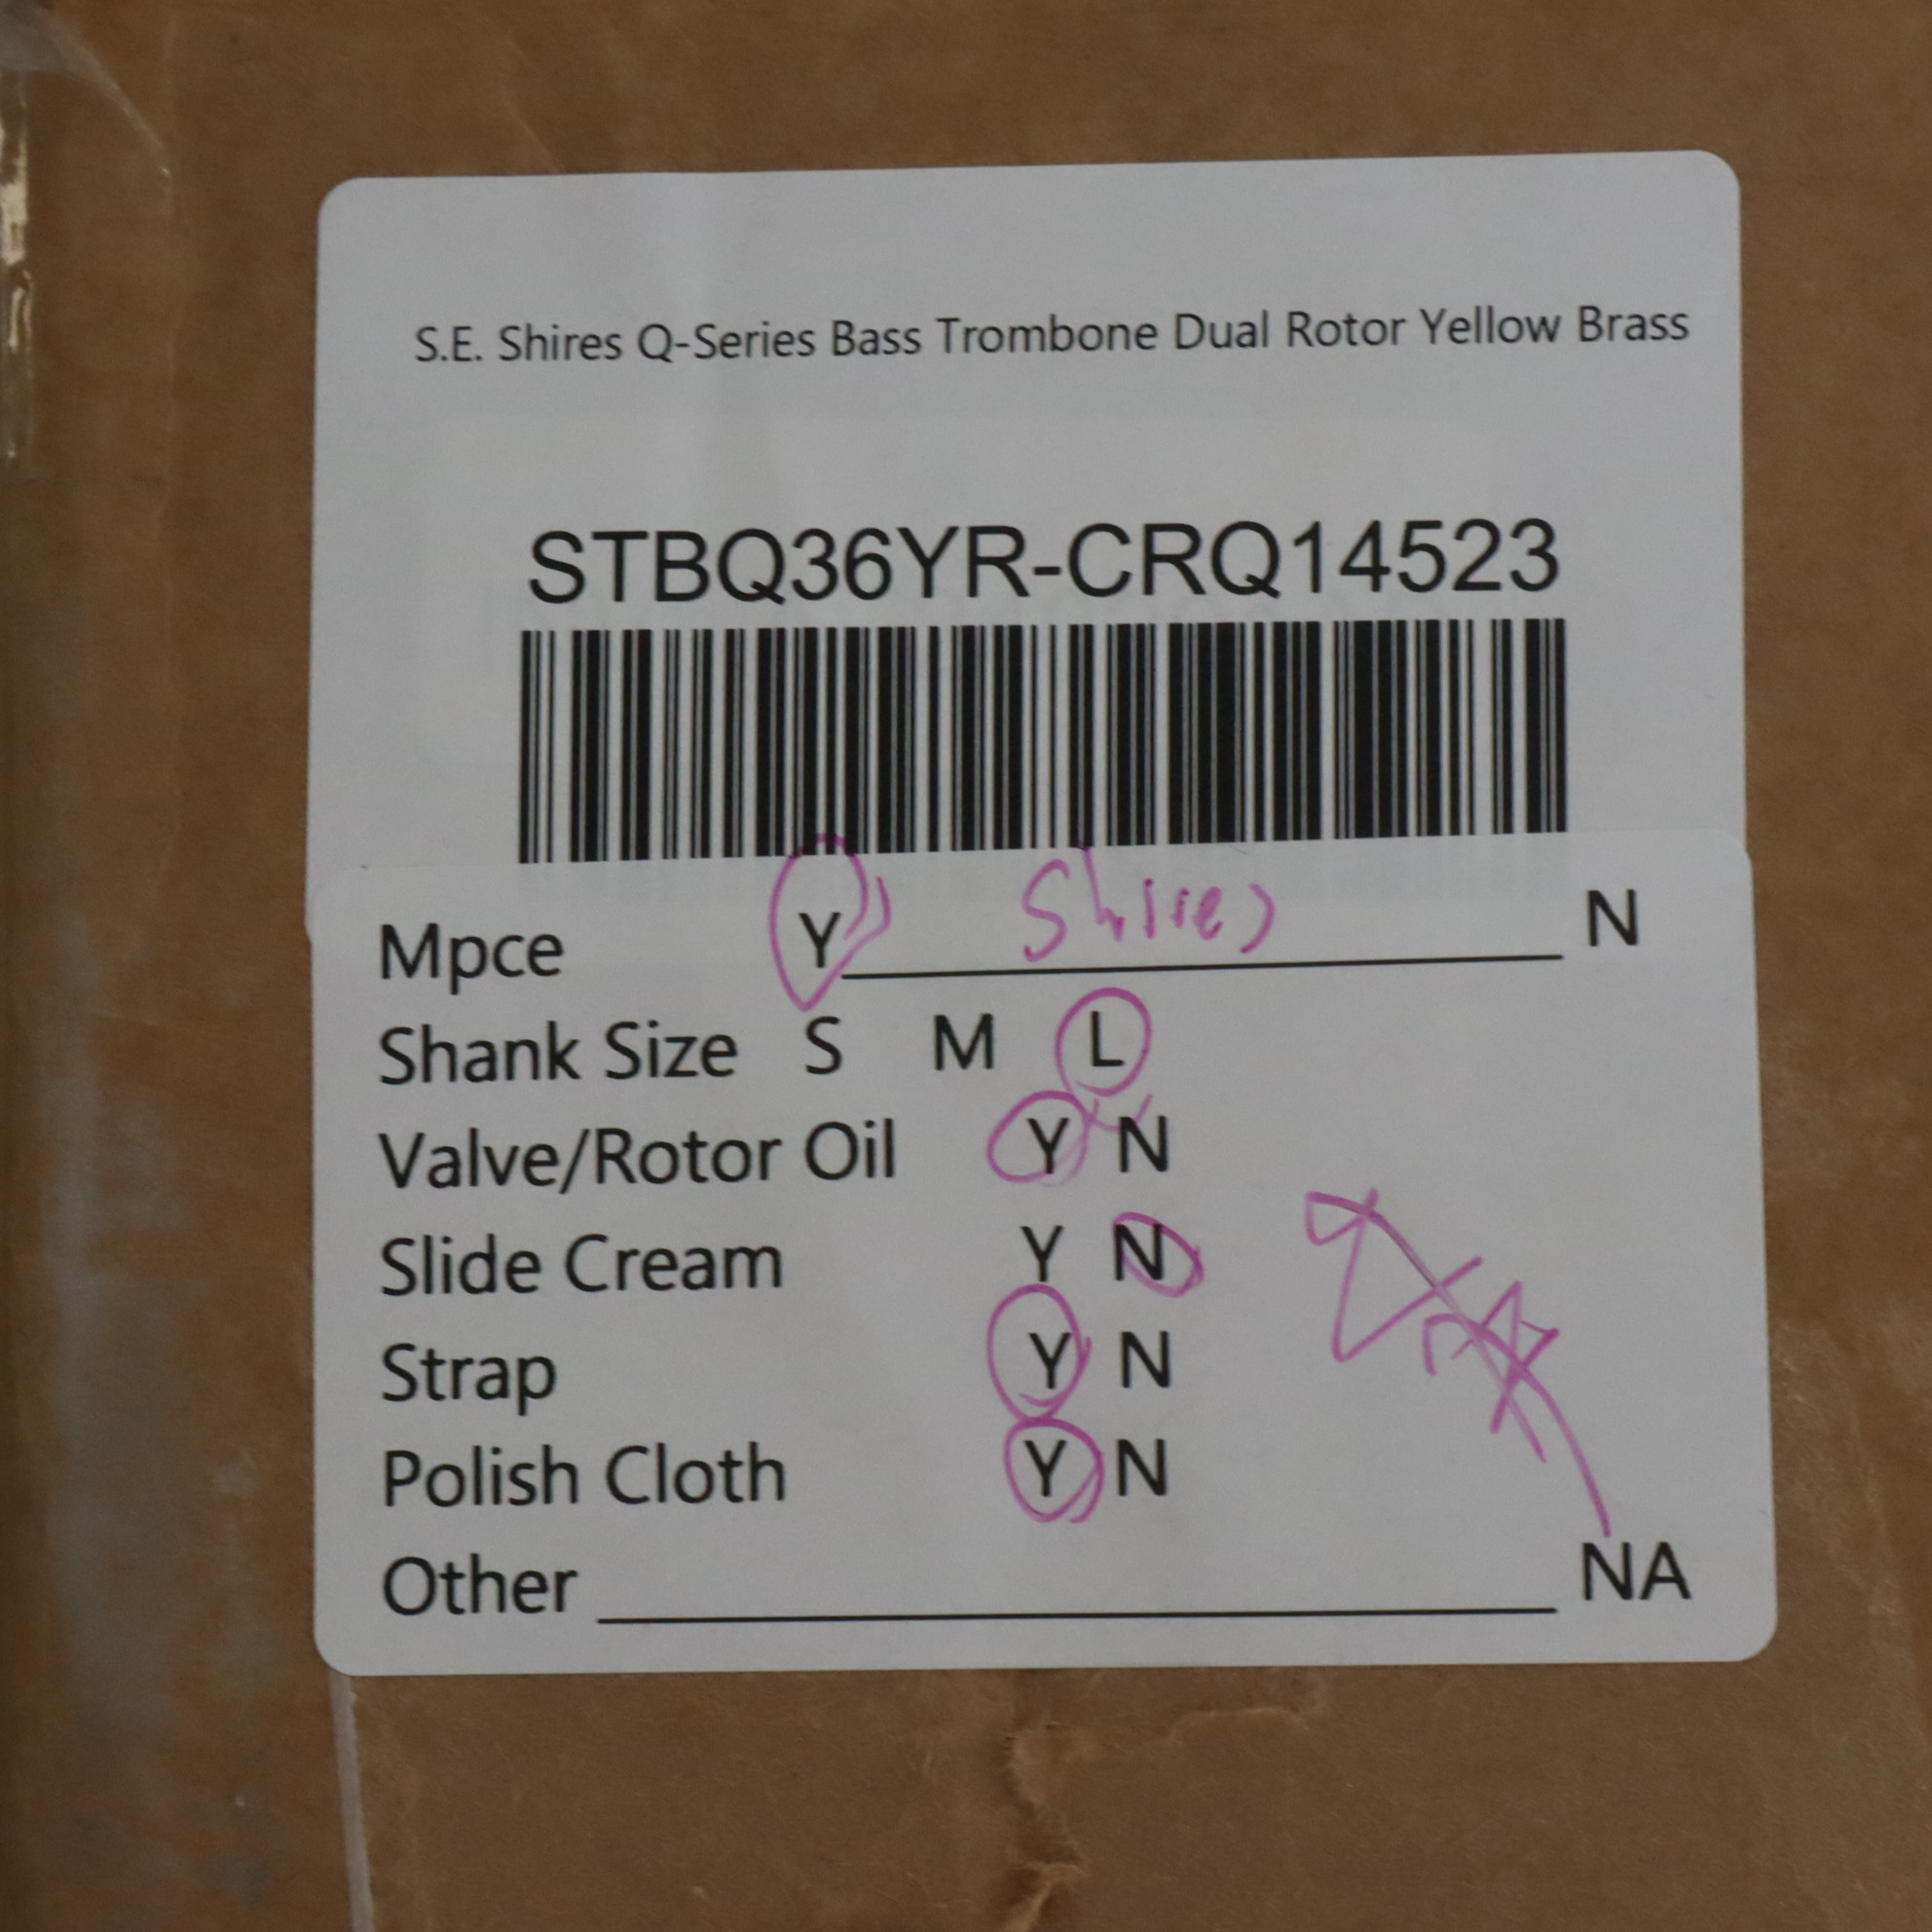 S.E. Shires Q-Series Bass Trombone Dual Rotor Yellow Brass
STBQ36YR-CRQ14523
Mpce Y Shires N
Shank Size S M L
Valve/Rotor Oil Y N
Slide Cream Y N
Strap Y N
Polish Cloth Y N
Other NA